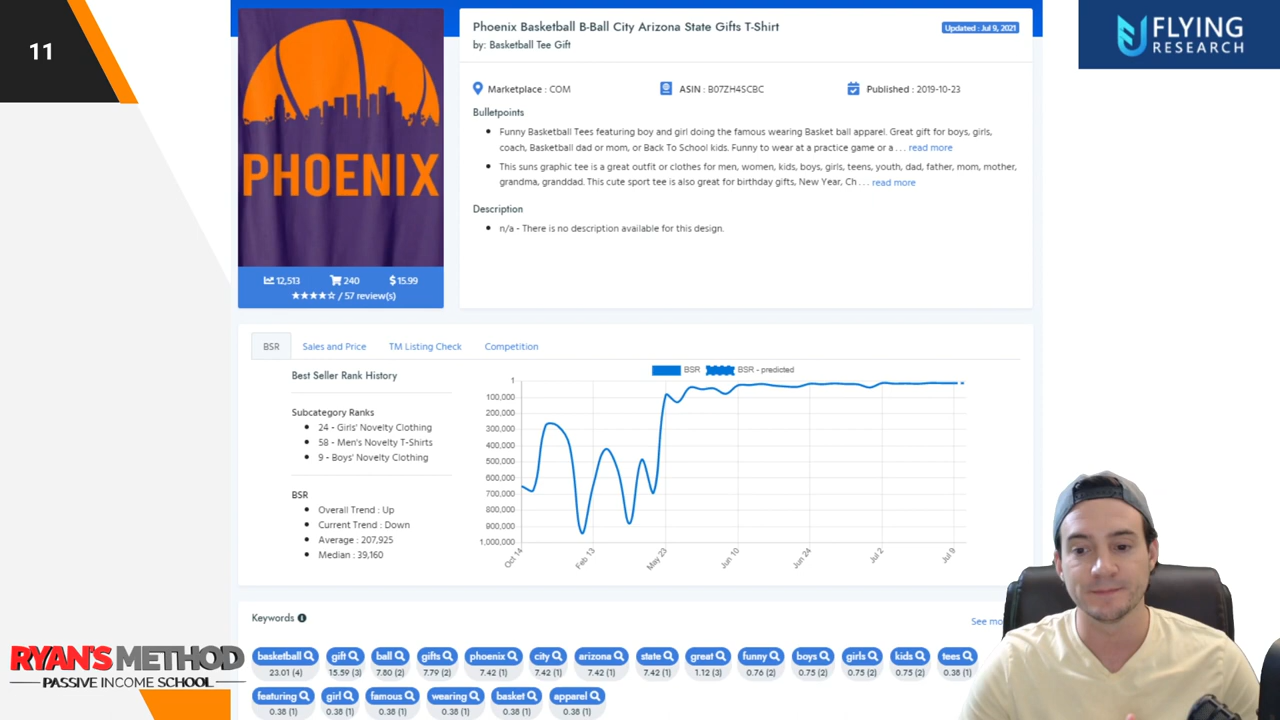 11
PHOENIX
12,513 240 $ 15.99
/ 57 review(s)
Phoenix Basketball B-Ball City Arizona State Gifts T-Shirt
by: Basketball Tee Gift
Updated : Jul 9, 2021
FLYING
RESEARCH
Marketplace : COM ASIN : B07ZH4SCBC Published : 2019-10-23
Bulletpoints
Funny Basketball Tees featuring boy and girl doing the famous wearing Basket ball apparel. Great gift for boys, girls,
coach, Basketball dad or mom, or Back To School kids. Funny to wear at a practice game or a . . . read more
This suns graphic tee is a great outfit or clothes for men, women, kids, boys, girls, teens, youth, dad, father, mom, mother,
grandma, granddad. This cute sport tee is also great for birthday gifts, New Year, Ch . . . read more
Description
n/a - There is no description available for this design.
BSR Sales and Price TM Listing Check Competition
Best Seller Rank History
Subcategory Ranks
24 - Girls' Novelty Clothing
58 - Men's Novelty T-Shirts
9 - Boys' Novelty Clothing
BSR
Overall Trend : Up
Current Trend : Down
Average : 207,925
Median : 39,160
BSR BSR - predicted
1
100,000
200,000
300,000
400,000
500,000
600,000
700,000
800,000
900,000
1,000,000
Oct 14 Feb 13 May 23 Jun 10 Jun 24 Jul 2 Jul 9
Keywords
See mo
basketball gift ball gifts phoenix city arizona state great funny boys girls kids tees
23.01 (4) 15.59 (3) 7.80 (2) 7.79 (2) 7.42 (1) 7.42 (1) 7.42 (1) 7.42 (1) 1.12 (3) 0.76 (2) 0.75 (2) 0.75 (2) 0.75 (2) 0.38 (1)
featuring girl famous wearing basket apparel
0.38 (1) 0.38 (1) 0.38 (1) 0.38 (1) 0.38 (1) 0.38 (1)
RYAN'S METHOD
PASSIVE INCOME SCHOOL